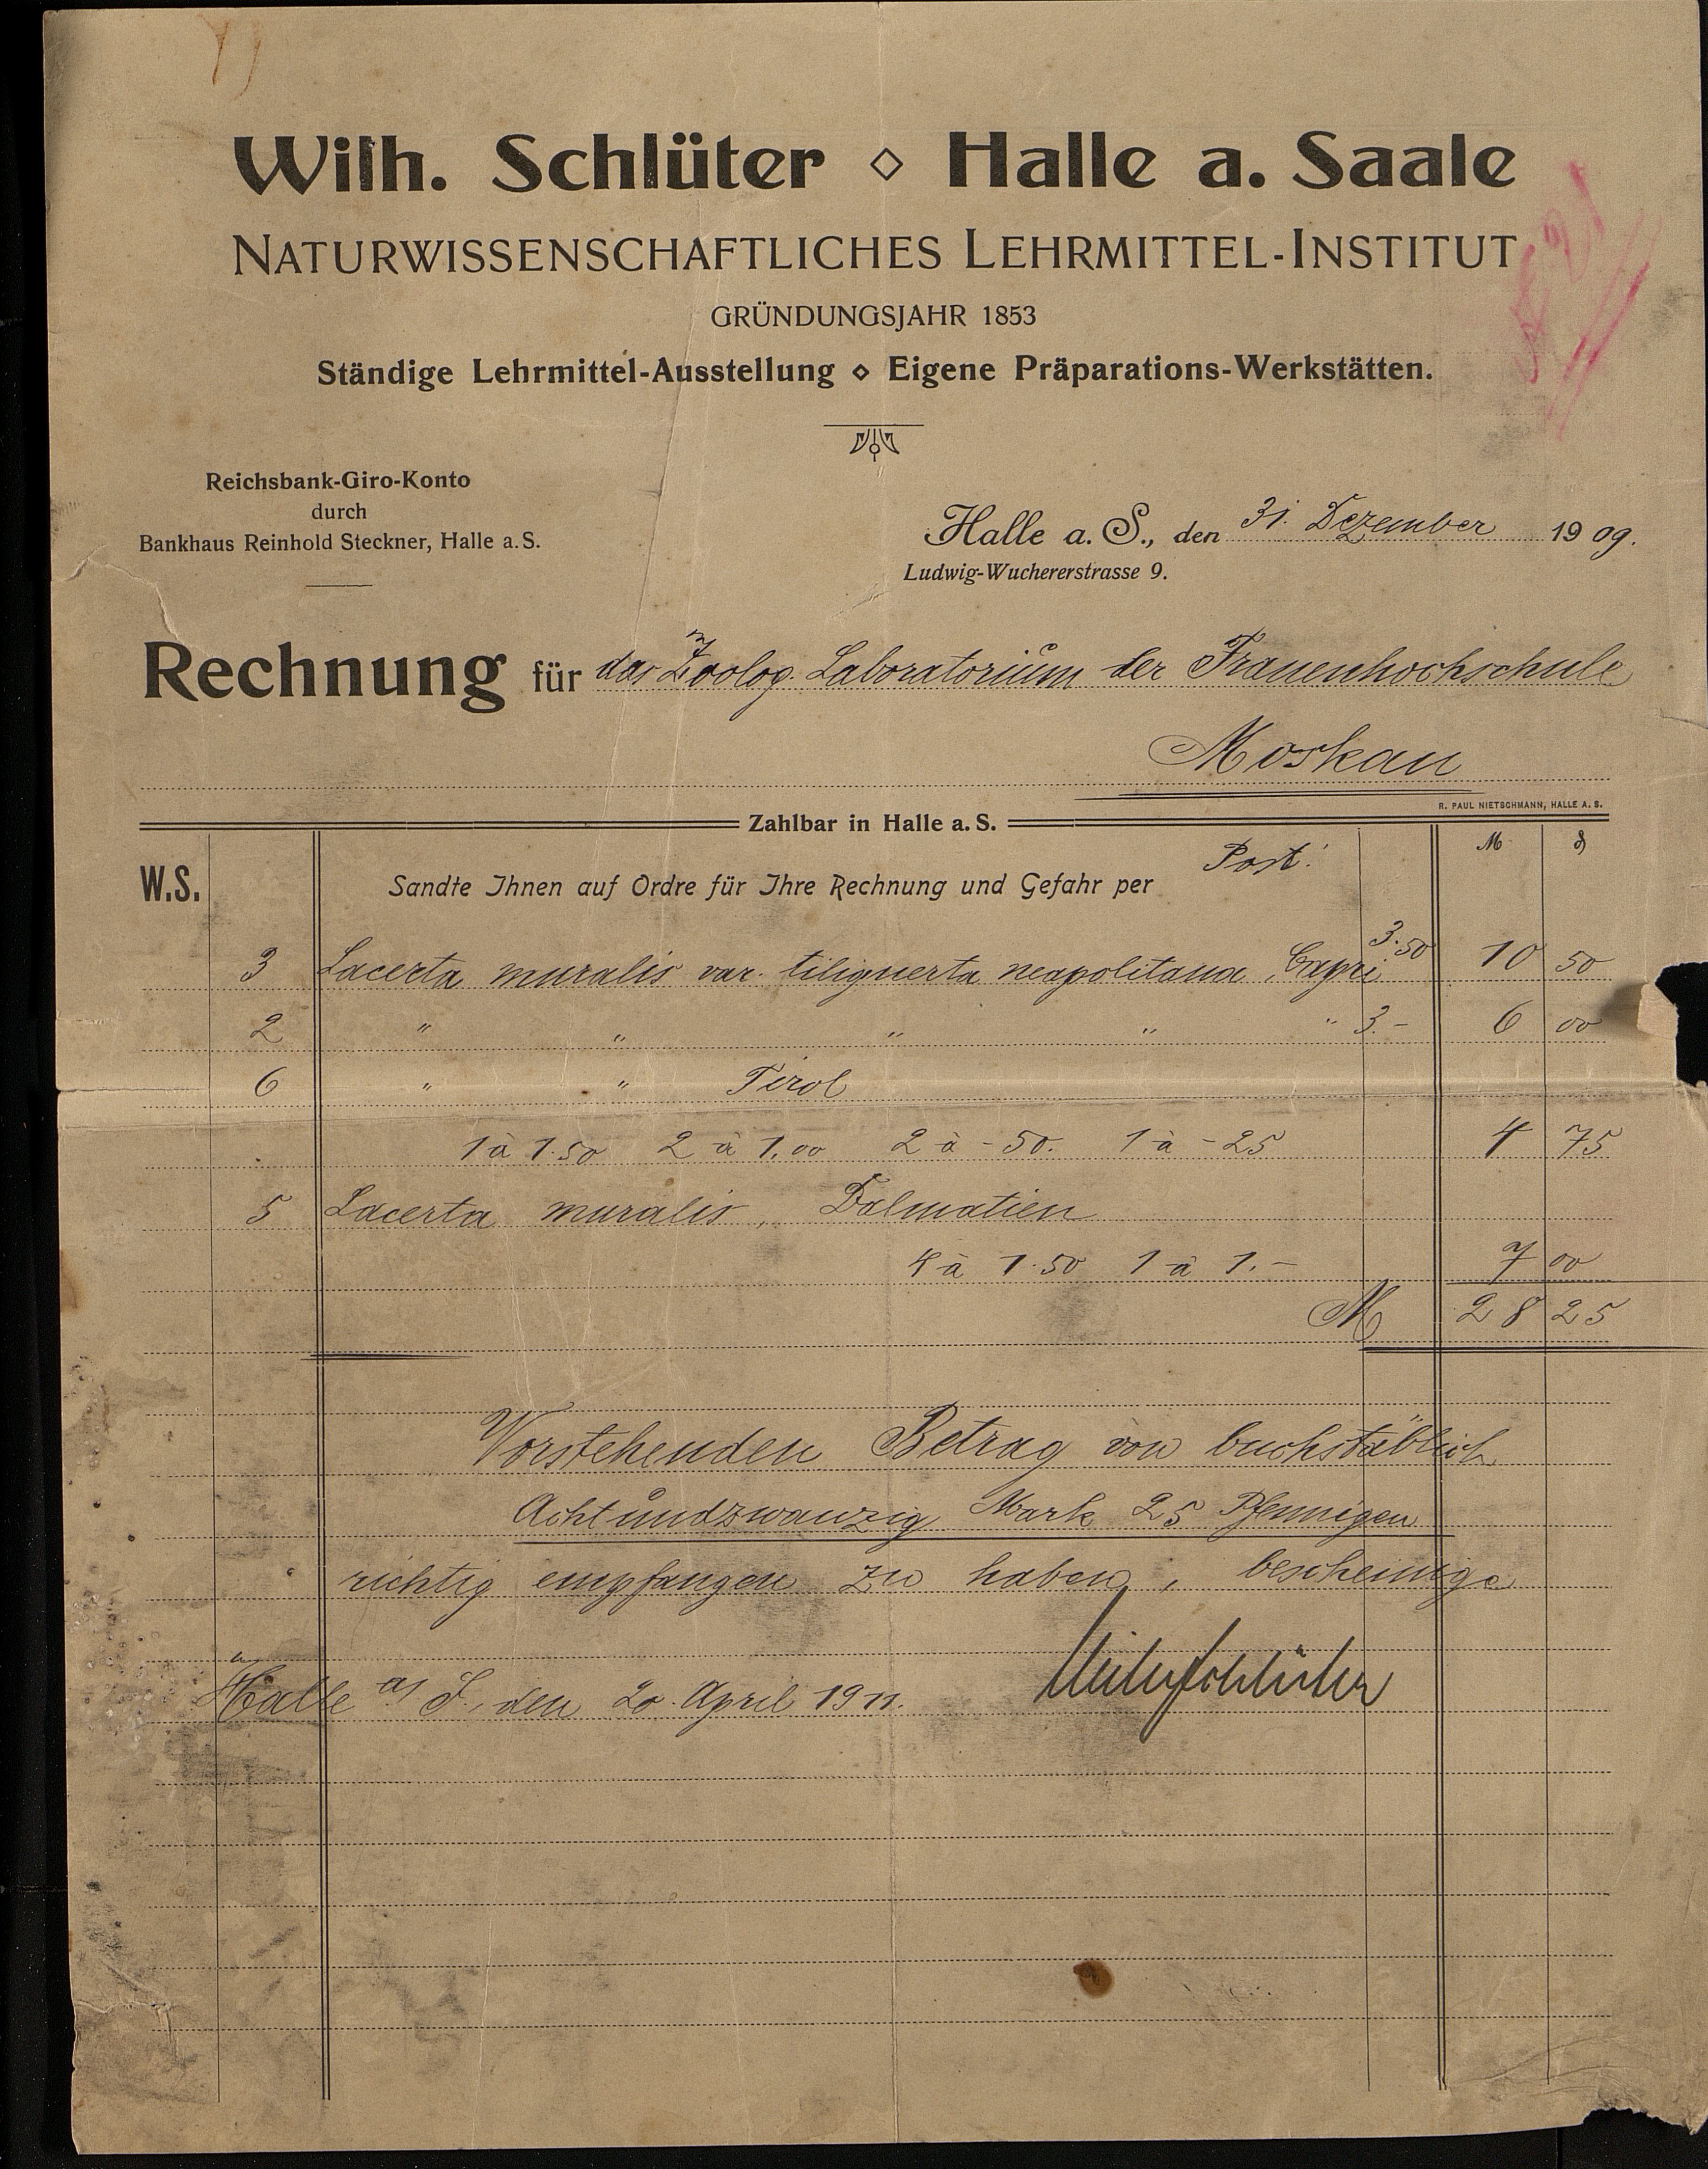 Wilh. Schlüter ◇ Halle a. Saale
NATURWISSENSCHAFTLICHES LEHRMITTEL-INSTITUT
GRÜNDUNGSJAHR 1853
Ständige Lehrmittel-Ausstellung ◇ Eigene Präparations-Werkstätten.
Reichsbank-Giro-Konto
durch
Bankhaus Reinhold Steckner, Halle a. S.
Halle a. S., den 31. Dezember 1909.
Ludwig-Wuchererstrasse 9.
Rechnung für das Zoolog. Laboratorium der Frauenhochschule
Moskau
R. PAUL NIETSCHMANN, HALLE A. S.
Zahlbar in Halle a. S.
M ₰
W.S. Sandte Ihnen auf Ordre für Ihre Rechnung und Gefahr per Post:
3 Lacerta muralis var. tiliguerta neapolitana, Capri 3.50 10 50
2 " " " " " 3.- 6 00
6 " " Tirol
1 à 1.50 2 à 1.00 2 à -50. 1 à -25 4 75
5 Lacerta muralis, Dalmatien
4 à 1.50 1 à 1.- 7 00
M 28 25
Vorstehenden Betrag von buchstäblich
Achtundzwanzig Mark 25 Pfennigen
richtig empfangen zu haben, bescheinige
Halle a/S., den 20. April 1911. Wilh Schlüter